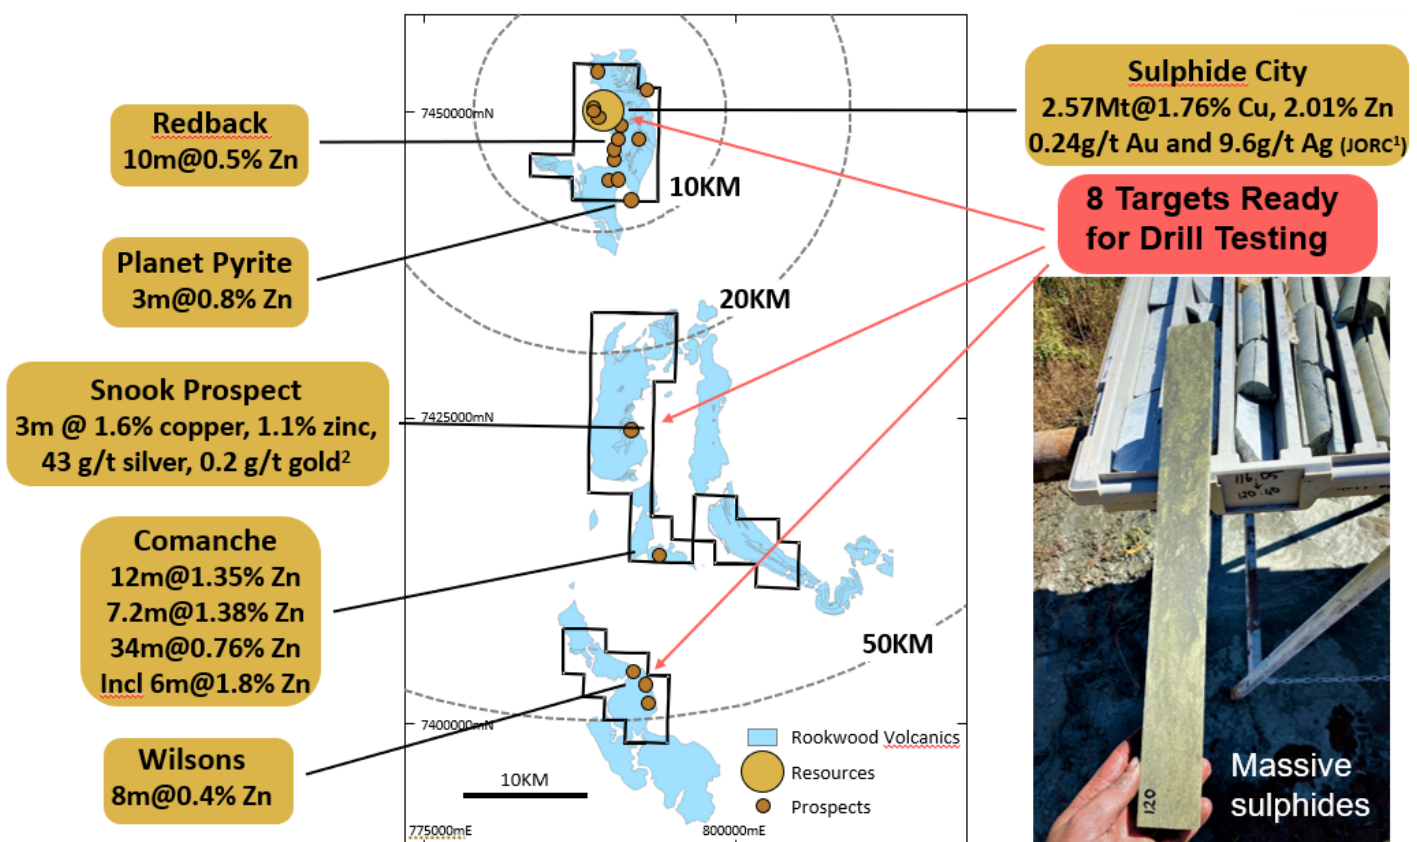 Redback
10m@0.5% Zn
Planet Pyrite
3m@0.8% Zn
Snook Prospect
3m @ 1.6% copper, 1.1% zinc,
43 g/t silver, 0.2 g/t gold²
Comanche
12m@1.35% Zn
7.2m@1.38% Zn
34m@0.76% Zn
Incl 6m@1.8% Zn
Wilsons
8m@0.4% Zn
7450000mN
10KM
20KM
7425000mN
50KM
7400000mN
Rookwood Volcanics
Resources
Prospects
10KM
775000mE
800000mE
Sulphide City
2.57Mt@1.76% Cu, 2.01% Zn
0.24g/t Au and 9.6g/t Ag (JORC¹)
8 Targets Ready
for Drill Testing
116.05
120.40
120
Massive
sulphides